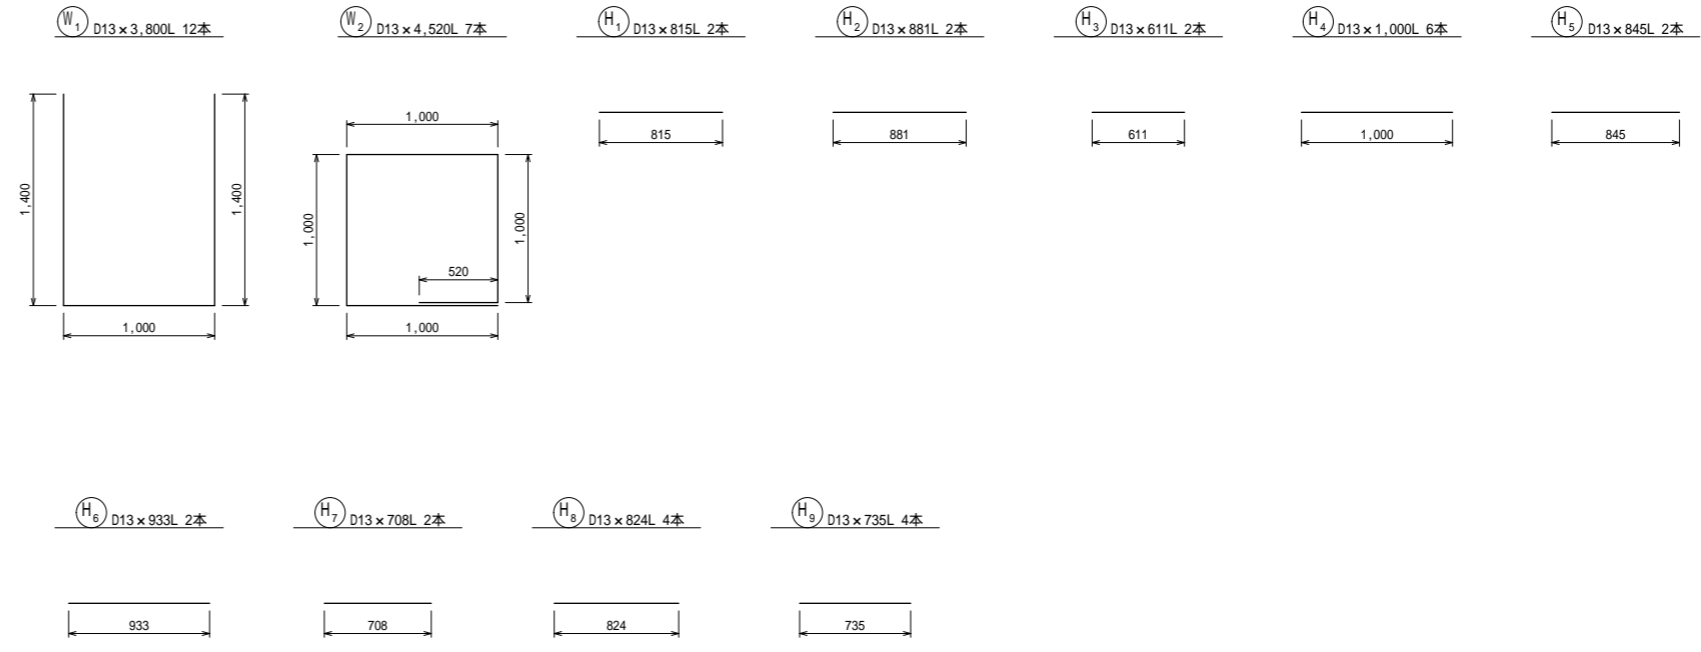 W1 D13×3,800L 12本
W2 D13×4,520L 7本
H1 D13×815L 2本
H2 D13×881L 2本
H3 D13×611L 2本
H4 D13×1,000L 6本
H5 D13×845L 2本
1,400
1,400
1,000
1,000
1,000
1,000
520
1,000
815
881
611
1,000
845
H6 D13×933L 2本
H7 D13×708L 2本
H8 D13×824L 4本
H9 D13×735L 4本
933
708
824
735